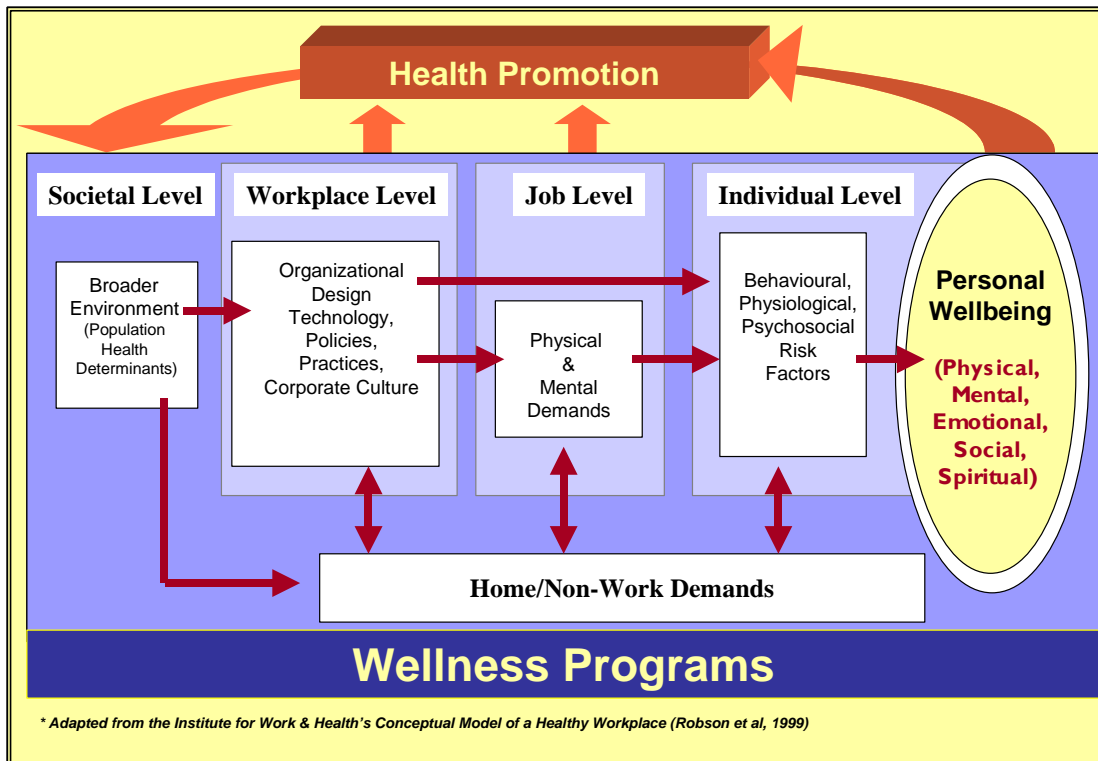 Health Promotion
Societal Level
Workplace Level
Job Level
Individual Level
Broader
Environment
(Population
Health
Determinants)
Organizational
Design
Technology,
Policies,
Practices,
Corporate Culture
Physical
&
Mental
Demands
Behavioural,
Physiological,
Psychosocial
Risk
Factors
Personal
Wellbeing
(Physical,
Mental,
Emotional,
Social,
Spiritual)
Home/Non-Work Demands
Wellness Programs
* Adapted from the Institute for Work & Health's Conceptual Model of a Healthy Workplace (Robson et al, 1999)